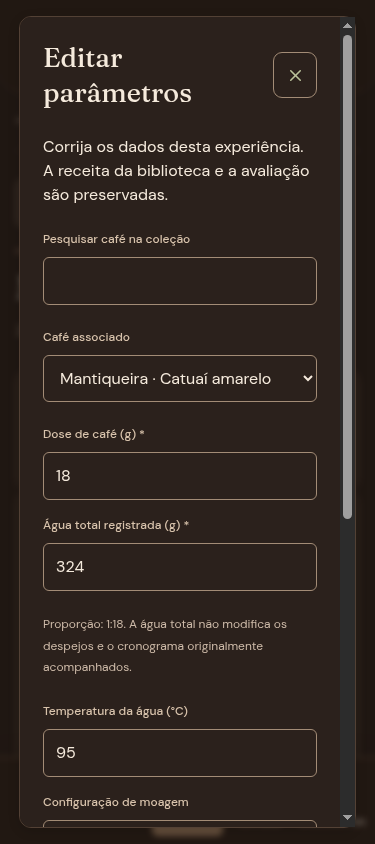 Editar
parâmetros
Corrija os dados desta experiência.
A receita da biblioteca e a avaliação
são preservadas.
Pesquisar café na coleção
Café associado
Mantiqueira · Catuaí amarelo
Dose de café (g) *
18
Água total registrada (g) *
324
Proporção: 1:18. A água total não modifica os
despejos e o cronograma originalmente
acompanhados.
Temperatura da água (°C)
95
Configuração de moagem